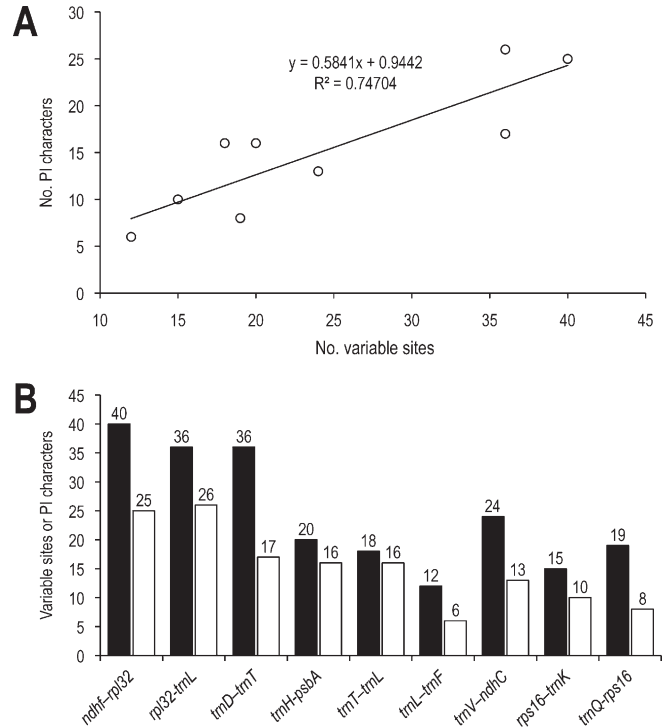 A
No. PI characters
30
25
20
15
10
5
0
y = 0.5841x + 0.9442
R² = 0.74704
10 15 20 25 30 35 40 45
No. variable sites
B
Variable sites or PI characters
45
40
35
30
25
20
15
10
5
0
40 25 36 26 36 17 20 16 18 16 12 6 24 13 15 10 19 8
ndhf–rpl32
rpl32-trnL
trnD–trnT
trnH-psbA
trnT–trnL
trnL–trnF
trnV–ndhC
rps16–trnK
trnQ-rps16